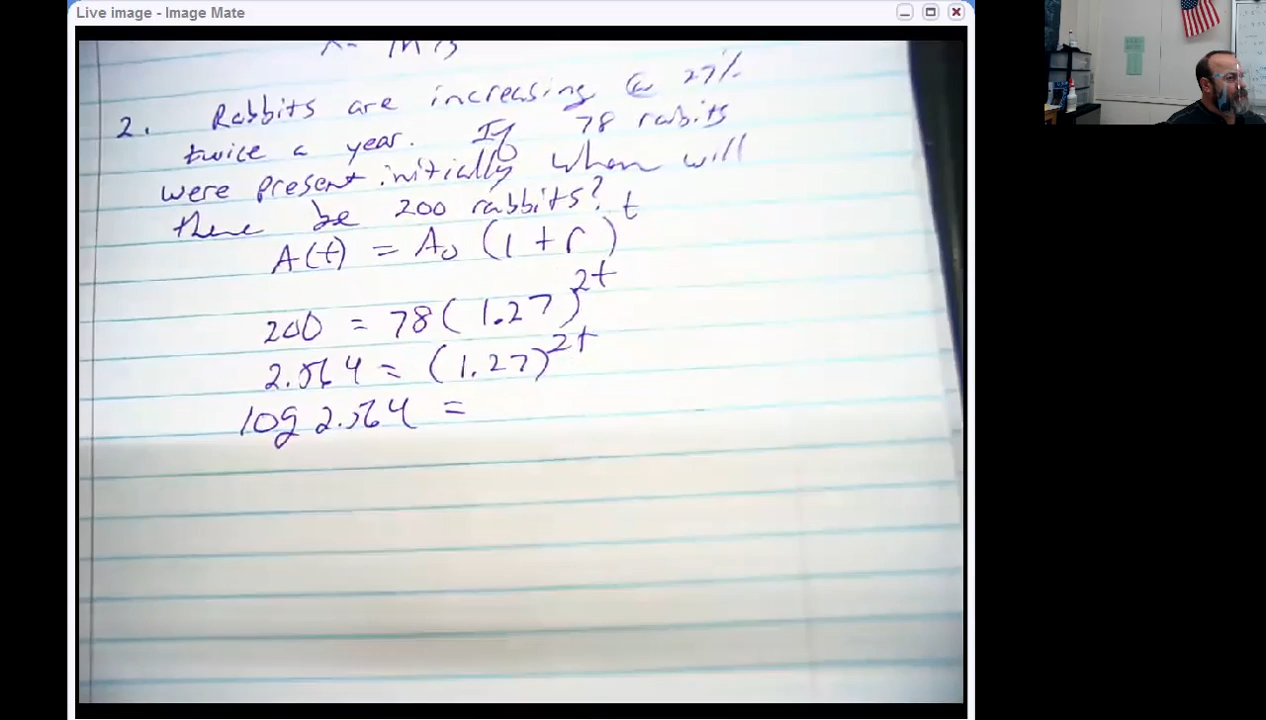 Live image - Image Mate
2. Rabbits are increasing @ 27%
twice a year. If 78 rabbits
were present initially when will
there be 200 rabbits?
A(t) = A₀ (1 + r)ᵗ
200 = 78(1.27)²ᵗ
2.564 = (1.27)²ᵗ
log 2.564 =